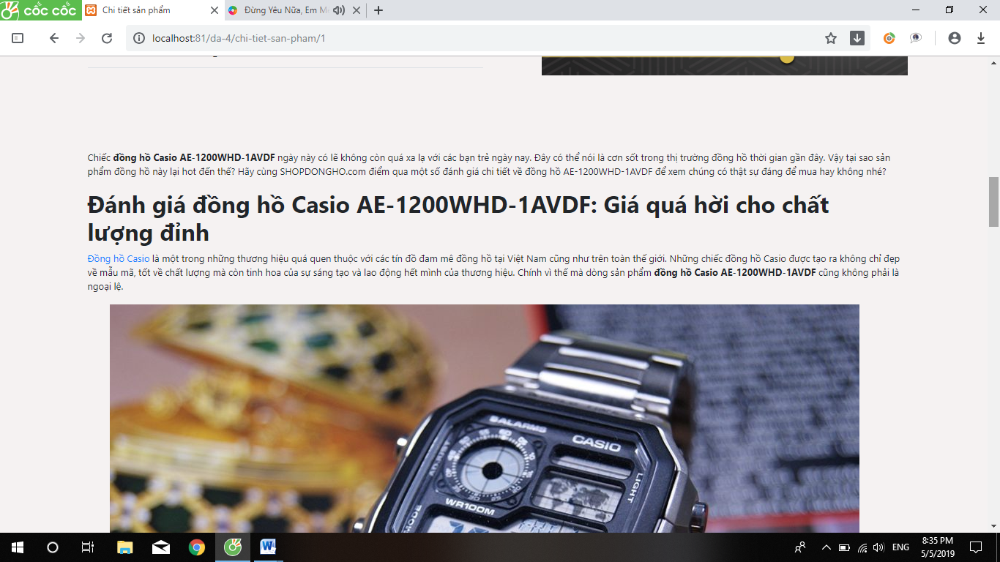 cốc cốc
Chi tiết sản phẩm
Đừng Yêu Nữa, Em M
localhost:81/da-4/chi-tiet-san-pham/1
Chiếc đồng hồ Casio AE-1200WHD-1AVDF ngày này có lẽ không còn quá xa lạ với các bạn trẻ ngày nay. Đây có thể nói là cơn sốt trong thị trường đồng hồ thời gian gần đây. Vậy tại sao sản
phẩm đồng hồ này lại hot đến thế? Hãy cùng SHOPDONGHO.com điểm qua một số đánh giá chi tiết về đồng hồ AE-1200WHD-1AVDF để xem chúng có thật sự đáng để mua hay không nhé?
Đánh giá đồng hồ Casio AE-1200WHD-1AVDF: Giá quá hời cho chất
lượng đỉnh
Đồng hồ Casio là một trong những thương hiệu quá quen thuộc với các tín đồ đam mê đồng hồ tại Việt Nam cũng như trên toàn thế giới. Những chiếc đồng hồ Casio được tạo ra không chỉ đẹp
về mẫu mã, tốt về chất lượng mà còn tinh hoa của sự sáng tạo và lao động hết mình của thương hiệu. Chính vì thế mà dòng sản phẩm đồng hồ Casio AE-1200WHD-1AVDF cũng không phải là
ngoại lệ.
5 ALARMS
CASIO
ADJUST
LIGHT
WR100M
MODE
ENG
8:35 PM
5/5/2019